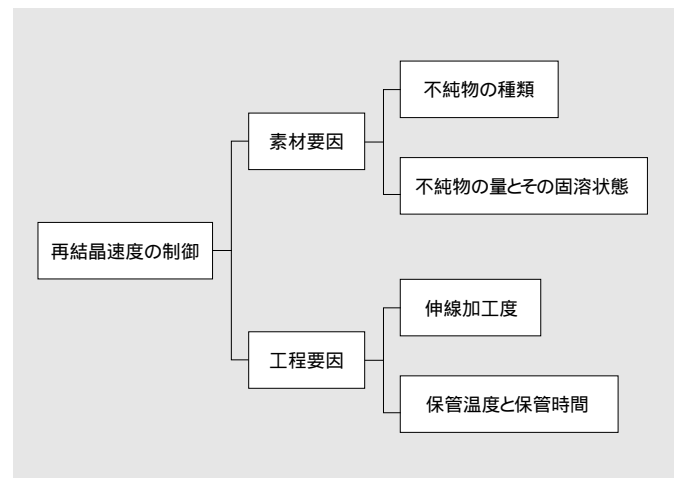 再結晶速度の制御
素材要因
不純物の種類
不純物の量とその固溶状態
工程要因
伸線加工度
保管温度と保管時間